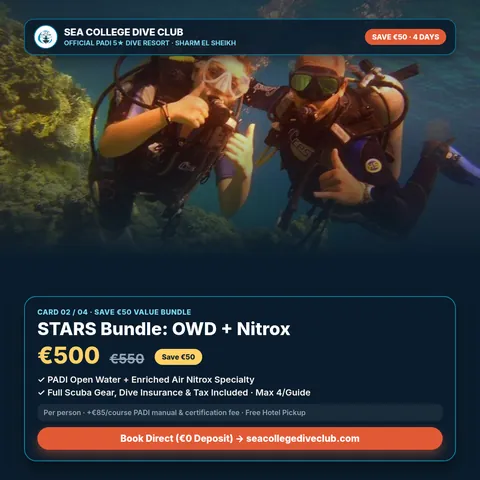 SEA COLLEGE DIVE CLUB
OFFICIAL PADI 5★ DIVE RESORT · SHARM EL SHEIKH
SAVE €50 · 4 DAYS
CARD 02 / 04 · SAVE €50 VALUE BUNDLE
STARS Bundle: OWD + Nitrox
€500 €550 Save €50
✓ PADI Open Water + Enriched Air Nitrox Specialty
✓ Full Scuba Gear, Dive Insurance & Tax Included · Max 4/Guide
Per person · +€85/course PADI manual & certification fee · Free Hotel Pickup
Book Direct (€0 Deposit) → seacollegediveclub.com